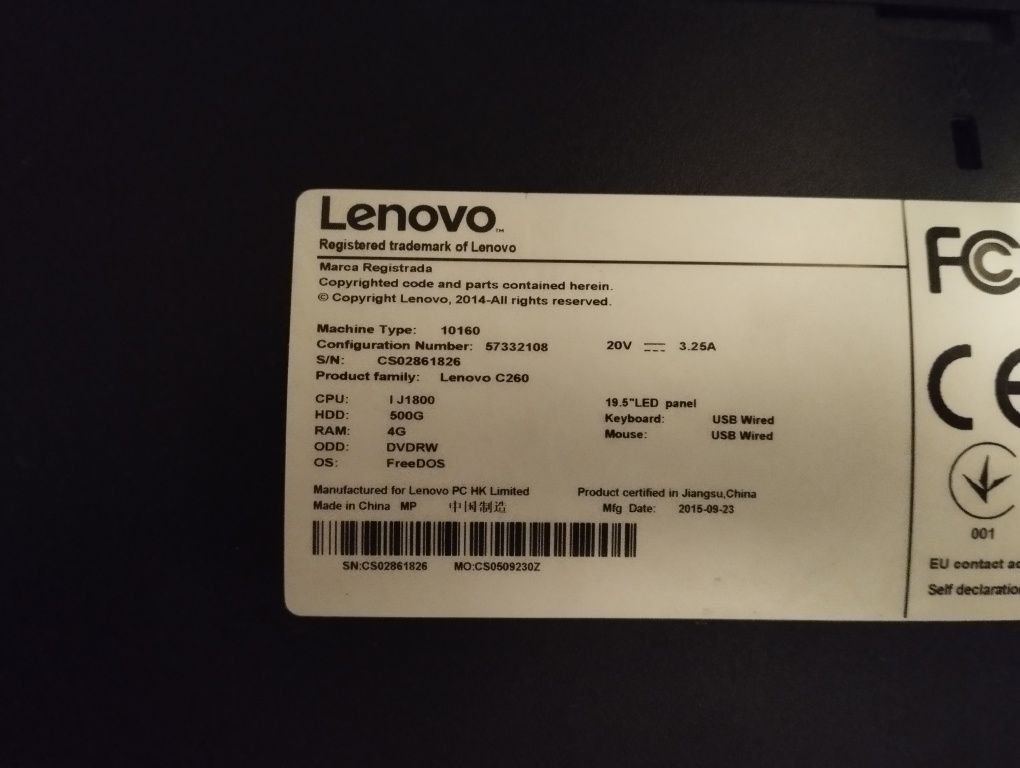 Lenovo™
Registered trademark of Lenovo
Marca Registrada
Copyrighted code and parts contained herein.
© Copyright Lenovo, 2014-All rights reserved.
Machine Type: 10160
Configuration Number: 57332108 20V 3.25A
S/N: CS02861826
Product family: Lenovo C260
CPU: I J1800 19.5"LED panel
HDD: 500G Keyboard: USB Wired
RAM: 4G Mouse: USB Wired
ODD: DVDRW
OS: FreeDOS
Manufactured for Lenovo PC HK Limited Product certified in Jiangsu,China
Made in China MP 中国制造 Mfg Date: 2015-09-23
SN:CS02861826 MO:CS0509230Z
FC
CE
001
EU contact
Self